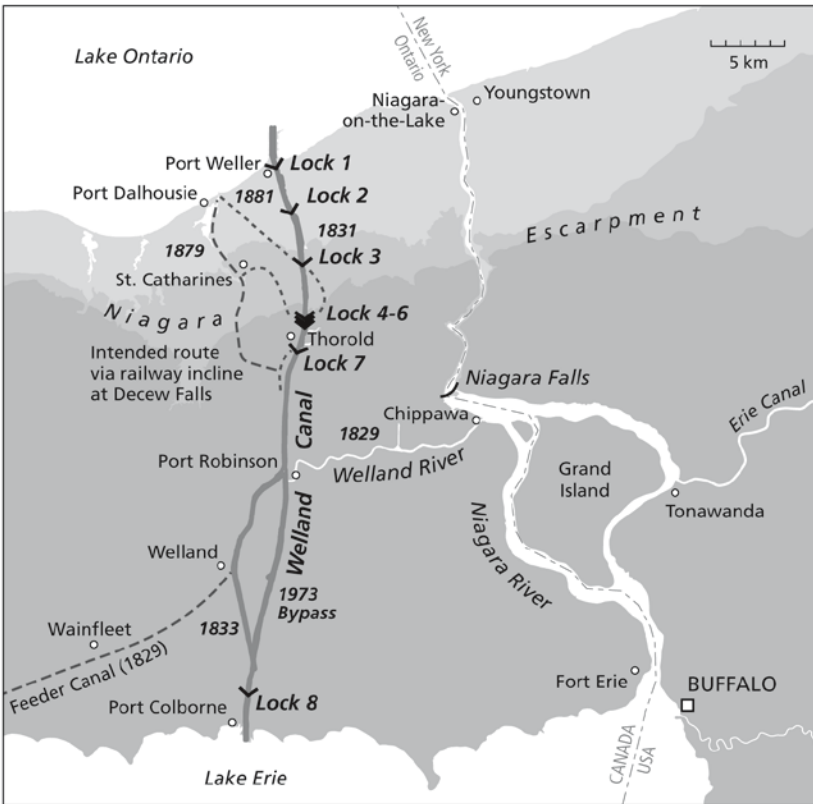 Lake Ontario
New York
Ontario
5 km
Niagara-
on-the-Lake
Youngstown
Port Weller
Lock 1
Port Dalhousie
1881
Lock 2
1831
Escarpment
1879
Lock 3
St. Catharines
Niagara
Lock 4-6
Thorold
Intended route
via railway incline
at Decew Falls
Lock 7
Niagara Falls
Chippawa
Erie Canal
1829
Welland Canal
Port Robinson
Welland River
Grand
Island
Tonawanda
Niagara River
Welland
1973
Bypass
1833
Wainfleet
Feeder Canal (1829)
Fort Erie
BUFFALO
Port Colborne
Lock 8
CANADA
USA
Lake Erie